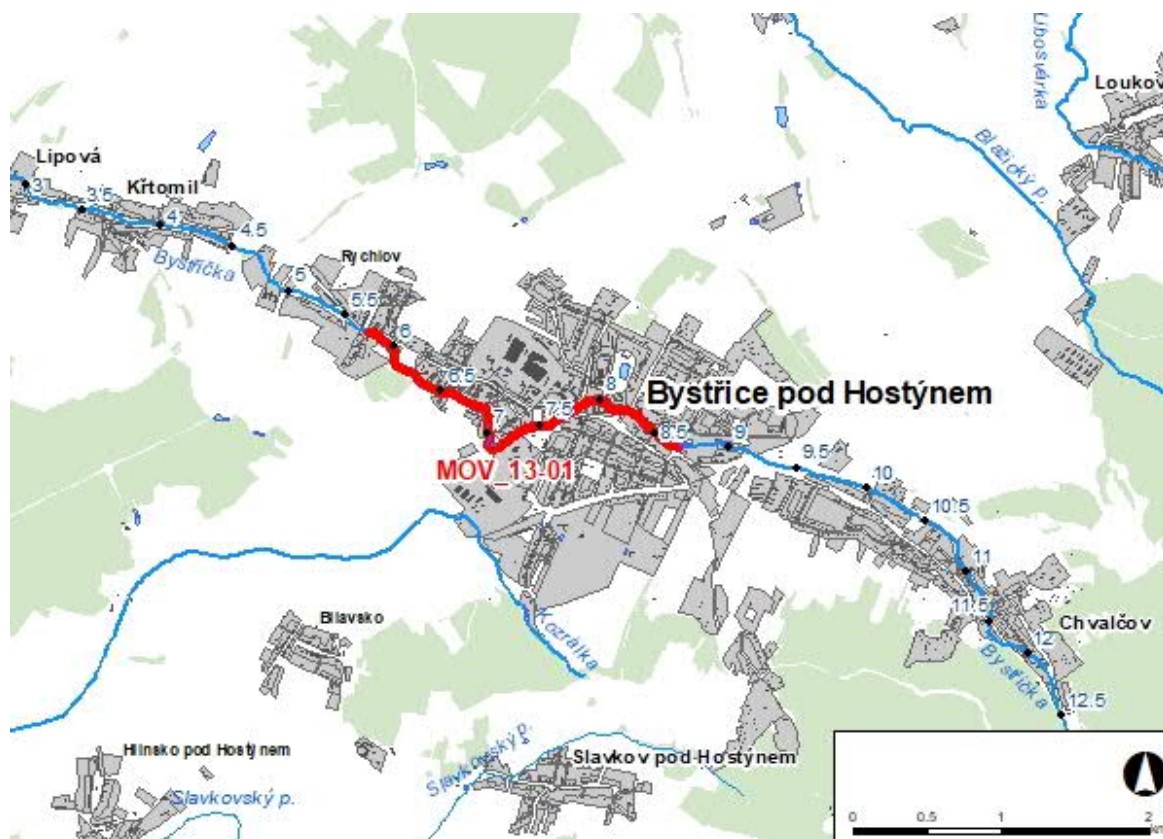 Libosvárka
Loukov
Blažický p.
Lipová
3
3.5
Křtomil
4
4.5
Bystřička
Rychlov
5
5.5
6
6.5
7
7.5
8
Bystřice pod Hostýnem
8.5
9
9.5
10
10.5
MOV_13-01
11
11.5
Chvalčov
12
Bystřička
12.5
Bílavsko
Kozrálka
Hlinsko pod Hostýnem
Slavkovský p.
Slavkovský p.
Slavkov pod Hostýnem
0 0.5 1 2
km